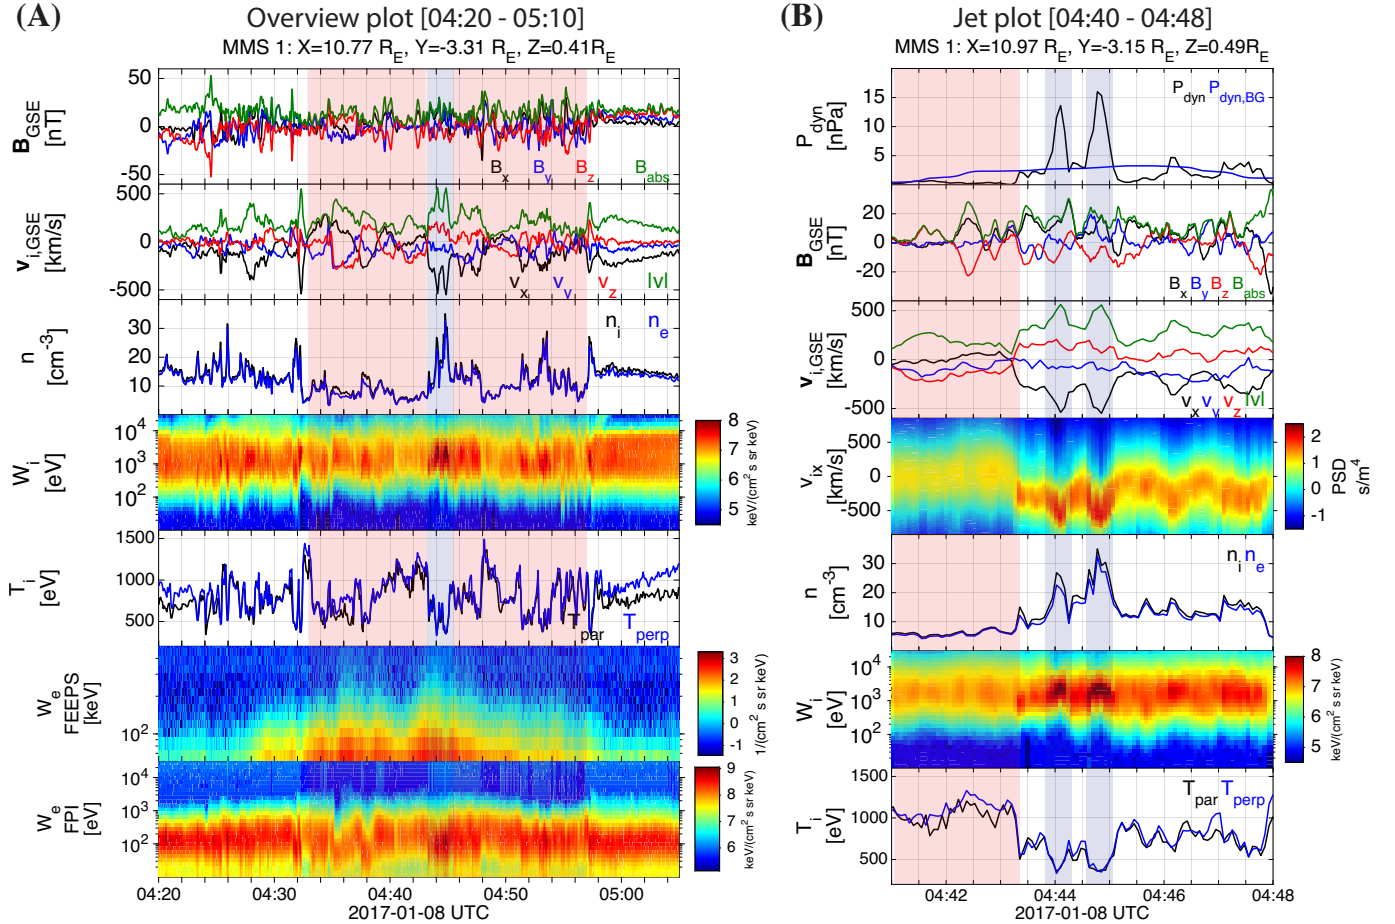 (A)
Overview plot [04:20 - 05:10]
MMS 1: X=10.77 R_E, Y=-3.31 R_E, Z=0.41R_E
B_GSE [nT]
50
0
-50
B_x B_y B_z B_abs
v_i,GSE [km/s]
500
0
-500
v_x v_y v_z |v|
n [cm^-3]
30
20
10
n_i n_e
W_i [eV]
10^4
10^3
10^2
8
7
6
5
keV/(cm^2 s sr keV)
T_i [eV]
1500
1000
500
T_par T_perp
W_e FEEPS [keV]
10^2
3
2
1
0
-1
1/(cm^2 s sr keV)
W_e FPI [eV]
10^4
10^3
10^2
9
8
7
6
keV/(cm^2 s sr keV)
04:20 04:30 04:40 04:50 05:00
2017-01-08 UTC
(B)
Jet plot [04:40 - 04:48]
MMS 1: X=10.97 R_E, Y=-3.15 R_E, Z=0.49R_E
P_dyn [nPa]
15
10
5
P_dyn P_dyn,BG
B_GSE [nT]
20
0
-20
B_x B_y B_z B_abs
v_i,GSE [km/s]
500
0
-500
v_x v_y v_z |v|
v_ix [km/s]
500
0
-500
2
1
0
-1
PSD s/m^4
n [cm^-3]
30
20
10
n_i n_e
W_i [eV]
10^4
10^3
10^2
8
7
6
5
keV/(cm^2 s sr keV)
T_i [eV]
1500
1000
500
T_par T_perp
04:42 04:44 04:46 04:48
2017-01-08 UTC